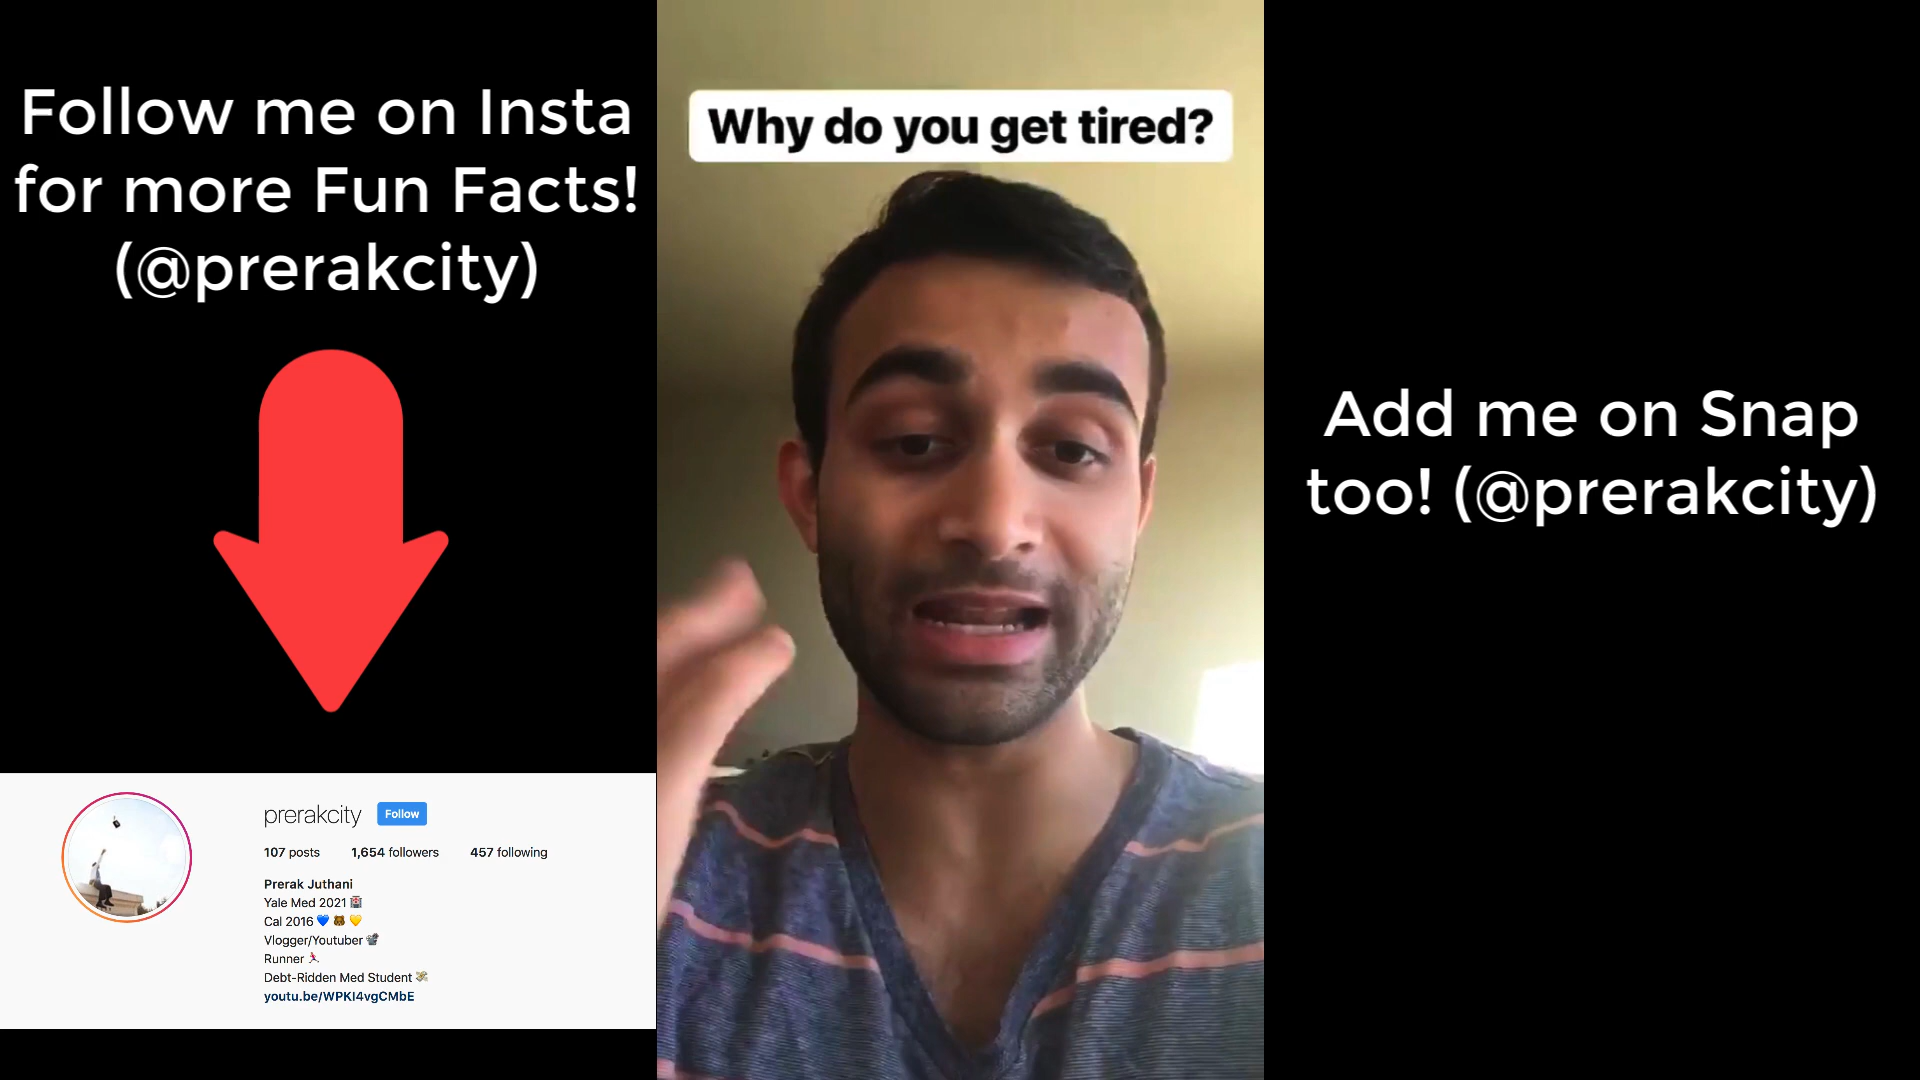 Follow me on Insta
for more Fun Facts!
(@prerakcity)
Why do you get tired?
Add me on Snap
too! (@prerakcity)
prerakcity Follow
107 posts 1,654 followers 457 following
Prerak Juthani
Yale Med 2021 🏥
Cal 2016 💙 🐻 💛
Vlogger/Youtuber 📽
Runner 🏃
Debt-Ridden Med Student 💸
youtu.be/WPKI4vgCMbE